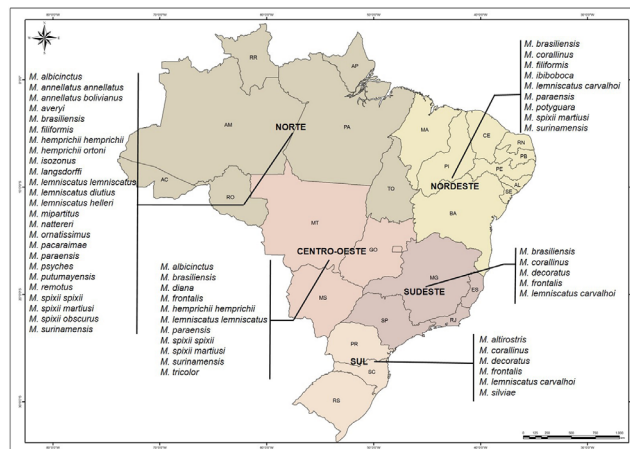 M. albicinctus
M. annellatus annellatus
M. annellatus bolivianus
M. averyi
M. brasiliensis
M. filiformis
M. hemprichii hemprichii
M. hemprichii ortoni
M. isozonus
M. langsdorffi
M. lemniscatus lemniscatus
M. lemniscatus diutius
M. lemniscatus helleri
M. mipartitus
M. nattereri
M. ornatissimus
M. pacaraimae
M. paraensis
M. psyches
M. putumayensis
M. remotus
M. spixii spixii
M. spixii martiusi
M. spixii obscurus
M. surinamensis
M. brasiliensis
M. corallinus
M. filiformis
M. ibiboboca
M. lemniscatus carvalhoi
M. paraensis
M. potyguara
M. spixii martiusi
M. surinamensis
RR
AP
AM
NORTE
PA
MA
CE
RN
PB
PI
PE
AL
SE
AC
RO
TO
NORDESTE
BA
MT
CENTRO-OESTE
GO
MG
SUDESTE
ES
MS
SP
RJ
PR
SUL
SC
RS
M. albicinctus
M. brasiliensis
M. diana
M. frontalis
M. hemprichii hemprichii
M. lemniscatus lemniscatus
M. paraensis
M. spixii spixii
M. spixii martiusi
M. surinamensis
M. tricolor
M. brasiliensis
M. corallinus
M. decoratus
M. frontalis
M. lemniscatus carvalhoi
M. altirostris
M. corallinus
M. decoratus
M. frontalis
M. lemniscatus carvalhoi
M. silviae